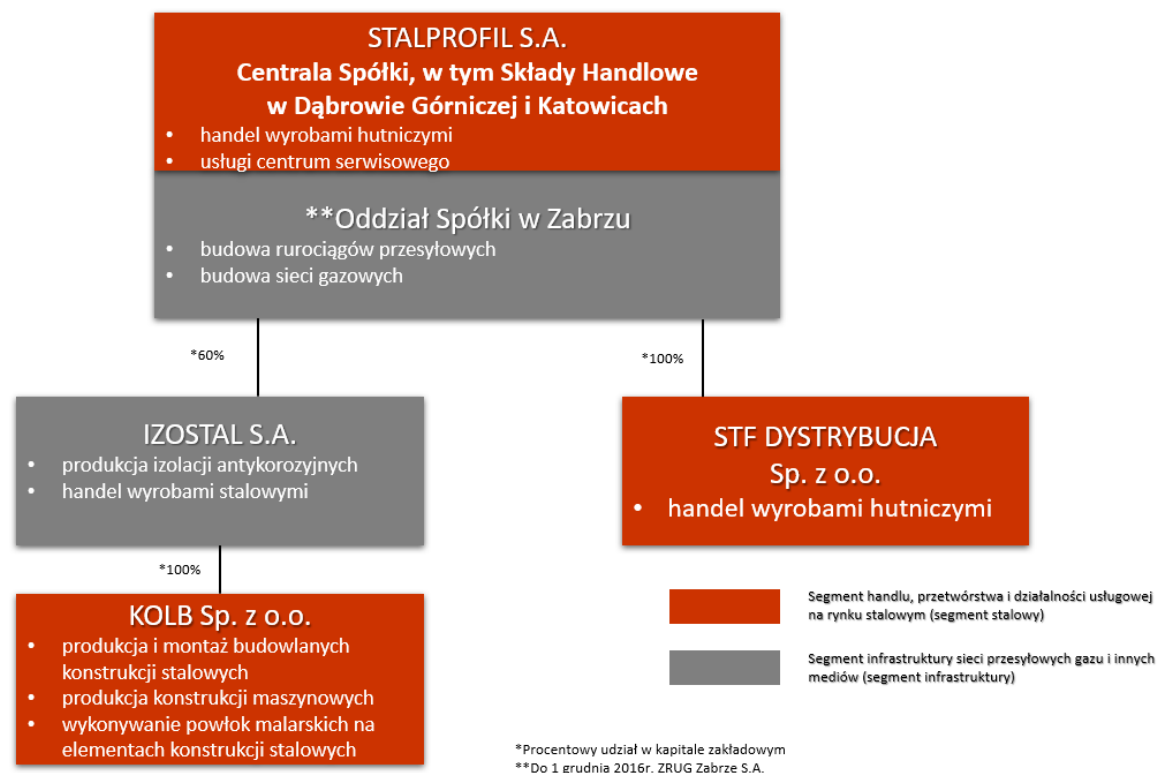 STALPROFIL S.A.
Centrala Spółki, w tym Składy Handlowe
w Dąbrowie Górniczej i Katowicach
• handel wyrobami hutniczymi
• usługi centrum serwisowego
**Oddział Spółki w Zabrzu
• budowa rurociągów przesyłowych
• budowa sieci gazowych
*60%
*100%
IZOSTAL S.A.
• produkcja izolacji antykorozyjnych
• handel wyrobami stalowymi
STF DYSTRYBUCJA
Sp. z o.o.
• handel wyrobami hutniczymi
*100%
KOLB Sp. z o.o.
• produkcja i montaż budowlanych
konstrukcji stalowych
• produkcja konstrukcji maszynowych
• wykonywanie powłok malarskich na
elementach konstrukcji stalowych
Segment handlu, przetwórstwa i działalności usługowej
na rynku stalowym (segment stalowy)
Segment infrastruktury sieci przesyłowych gazu i innych
mediów (segment infrastruktury)
*Procentowy udział w kapitale zakładowym
**Do 1 grudnia 2016r. ZRUG Zabrze S.A.